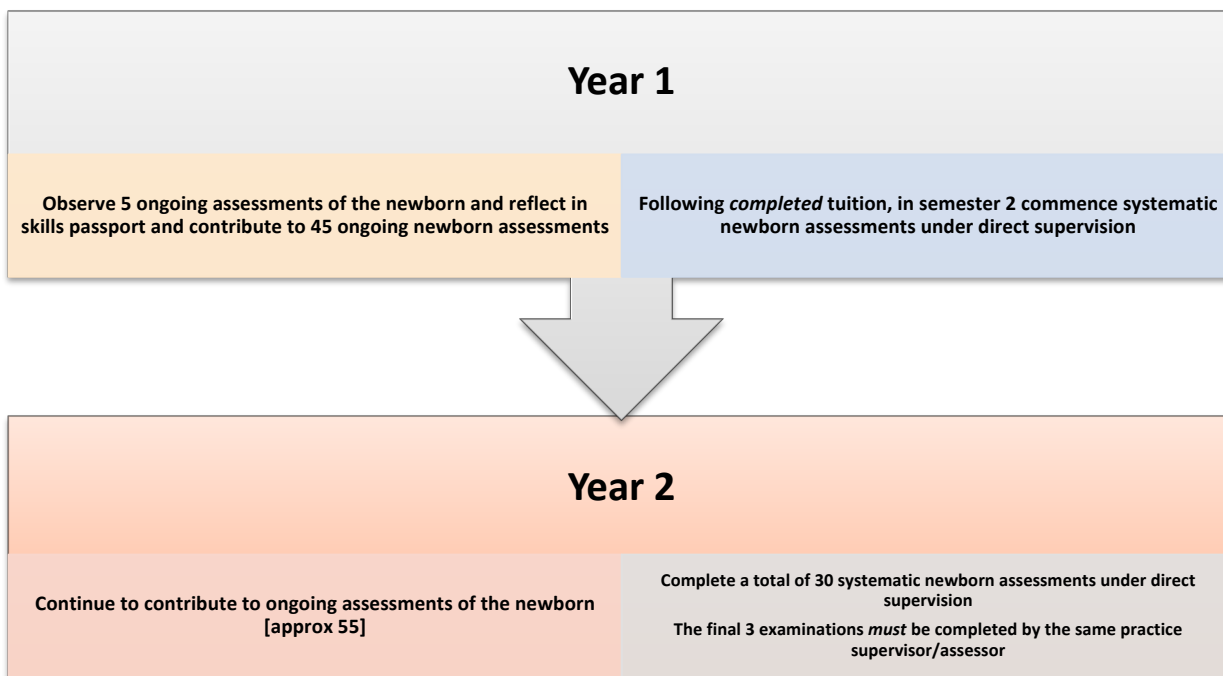 Year 1
Observe 5 ongoing assessments of the newborn and reflect in
skills passport and contribute to 45 ongoing newborn assessments
Following completed tuition, in semester 2 commence systematic
newborn assessments under direct supervision
Year 2
Continue to contribute to ongoing assessments of the newborn
[approx 55]
Complete a total of 30 systematic newborn assessments under direct
supervision
The final 3 examinations must be completed by the same practice
supervisor/assessor